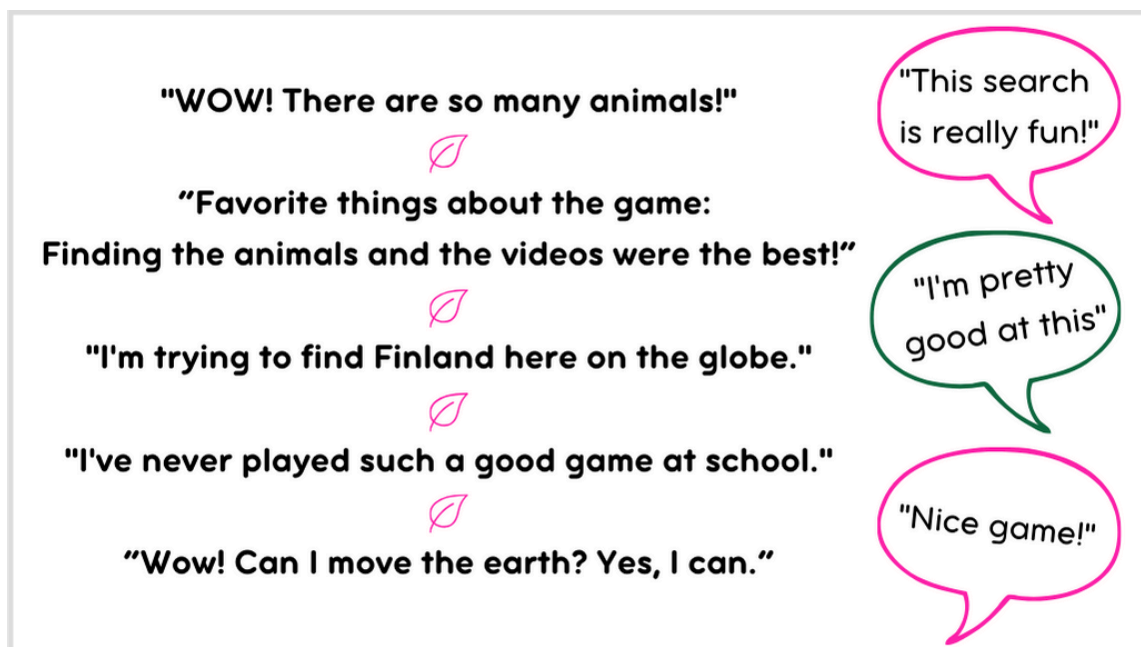 "WOW! There are so many animals!"
”Favorite things about the game:
Finding the animals and the videos were the best!”
"I'm trying to find Finland here on the globe."
"I've never played such a good game at school."
”Wow! Can I move the earth? Yes, I can.”
"This search
is really fun!"
"I'm pretty
good at this"
"Nice game!"